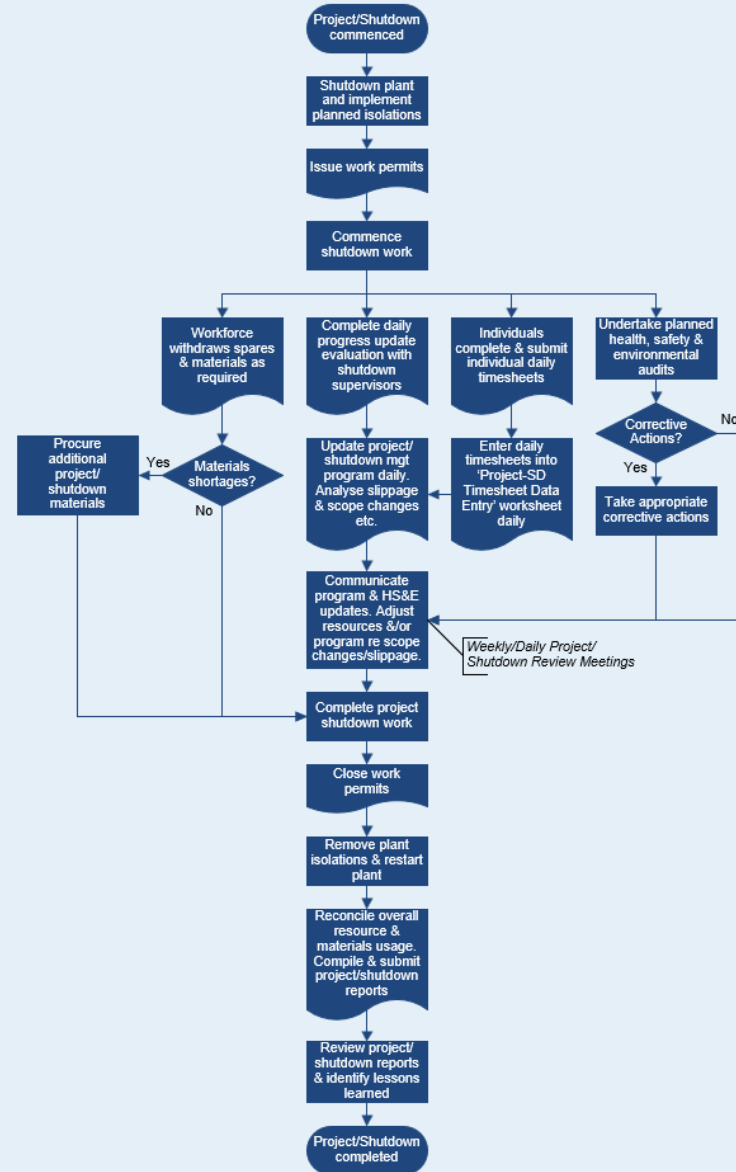 Project/Shutdown
commenced
Shutdown plant
and implement
planned isolations
Issue work permits
Commence
shutdown work
Workforce
withdraws spares
& materials as
required
Complete daily
progress update
evaluation with
shutdown
supervisors
Individuals
complete & submit
individual daily
timesheets
Undertake planned
health, safety &
environmental
audits
Procure
additional
project/
shutdown
materials
Yes
Materials
shortages?
No
Update project/
shutdown mgt
program daily.
Analyse slippage
& scope changes
etc.
Enter daily
timesheets into
‘Project-SD
Timesheet Data
Entry’ worksheet
daily
Corrective
Actions?
No
Yes
Take appropriate
corrective actions
Communicate
program & HS&E
updates. Adjust
resources &/or
program re scope
changes/slippage.
Weekly/Daily Project/
Shutdown Review Meetings
Complete project
shutdown work
Close work
permits
Remove plant
isolations & restart
plant
Reconcile overall
resource &
materials usage.
Compile & submit
project/shutdown
reports
Review project/
shutdown reports
& identify lessons
learned
Project/Shutdown
completed